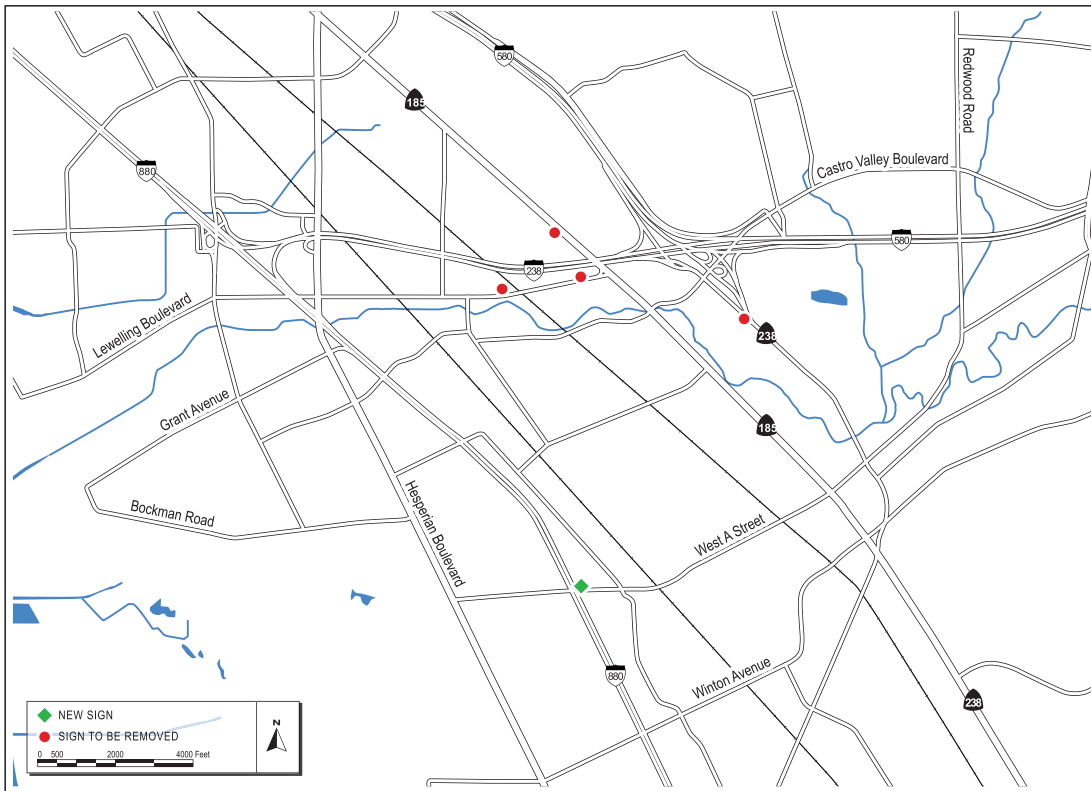 580
Redwood Road
185
Castro Valley Boulevard
880
580
238
Lewelling Boulevard
238
Grant Avenue
185
Hesperian Boulevard
Bockman Road
West A Street
880
Winton Avenue
238
NEW SIGN
SIGN TO BE REMOVED
N
0 500 2000 4000 Feet